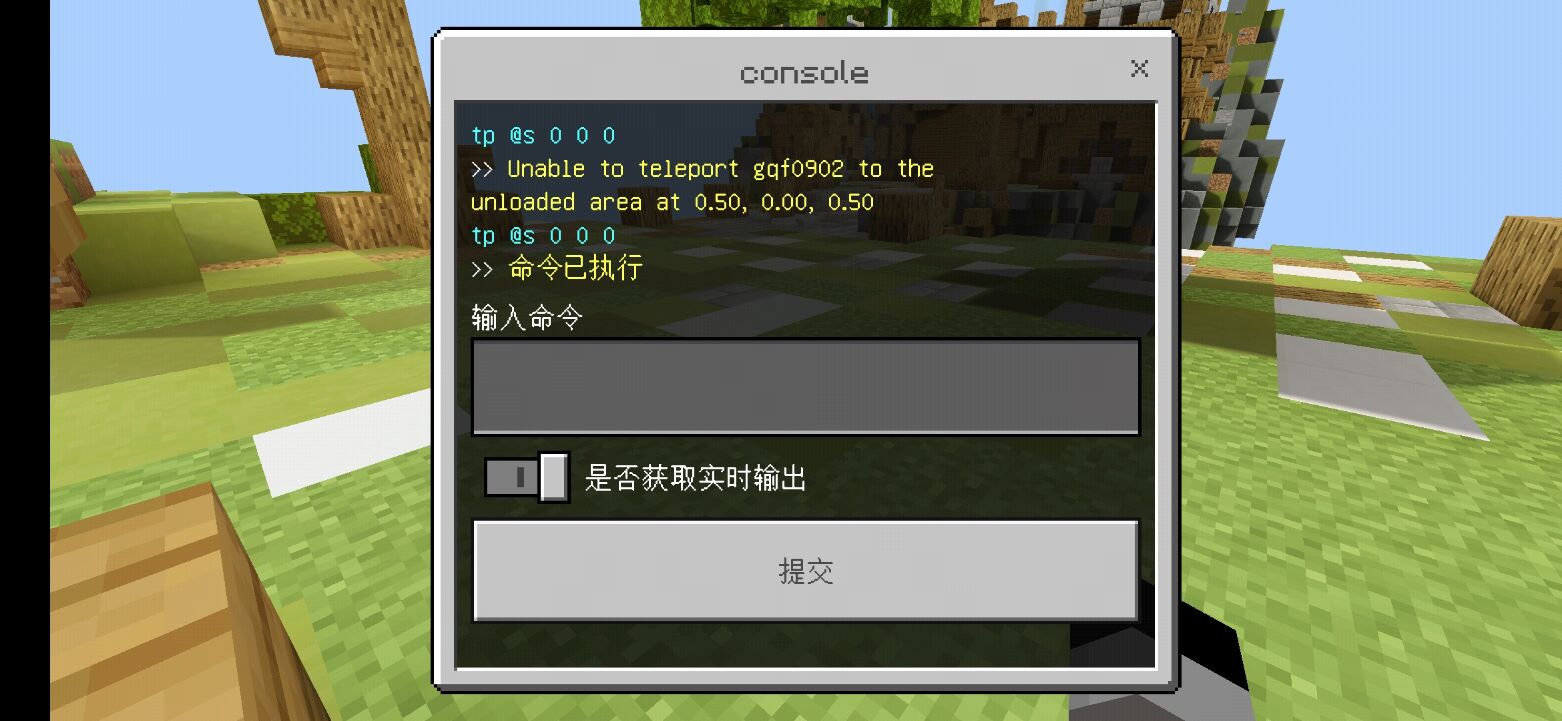 console
tp @s 0 0 0
>> Unable to teleport gqf0902 to the
unloaded area at 0.50, 0.00, 0.50
tp @s 0 0 0
>> 命令已执行
输入命令
是否获取实时输出
提交